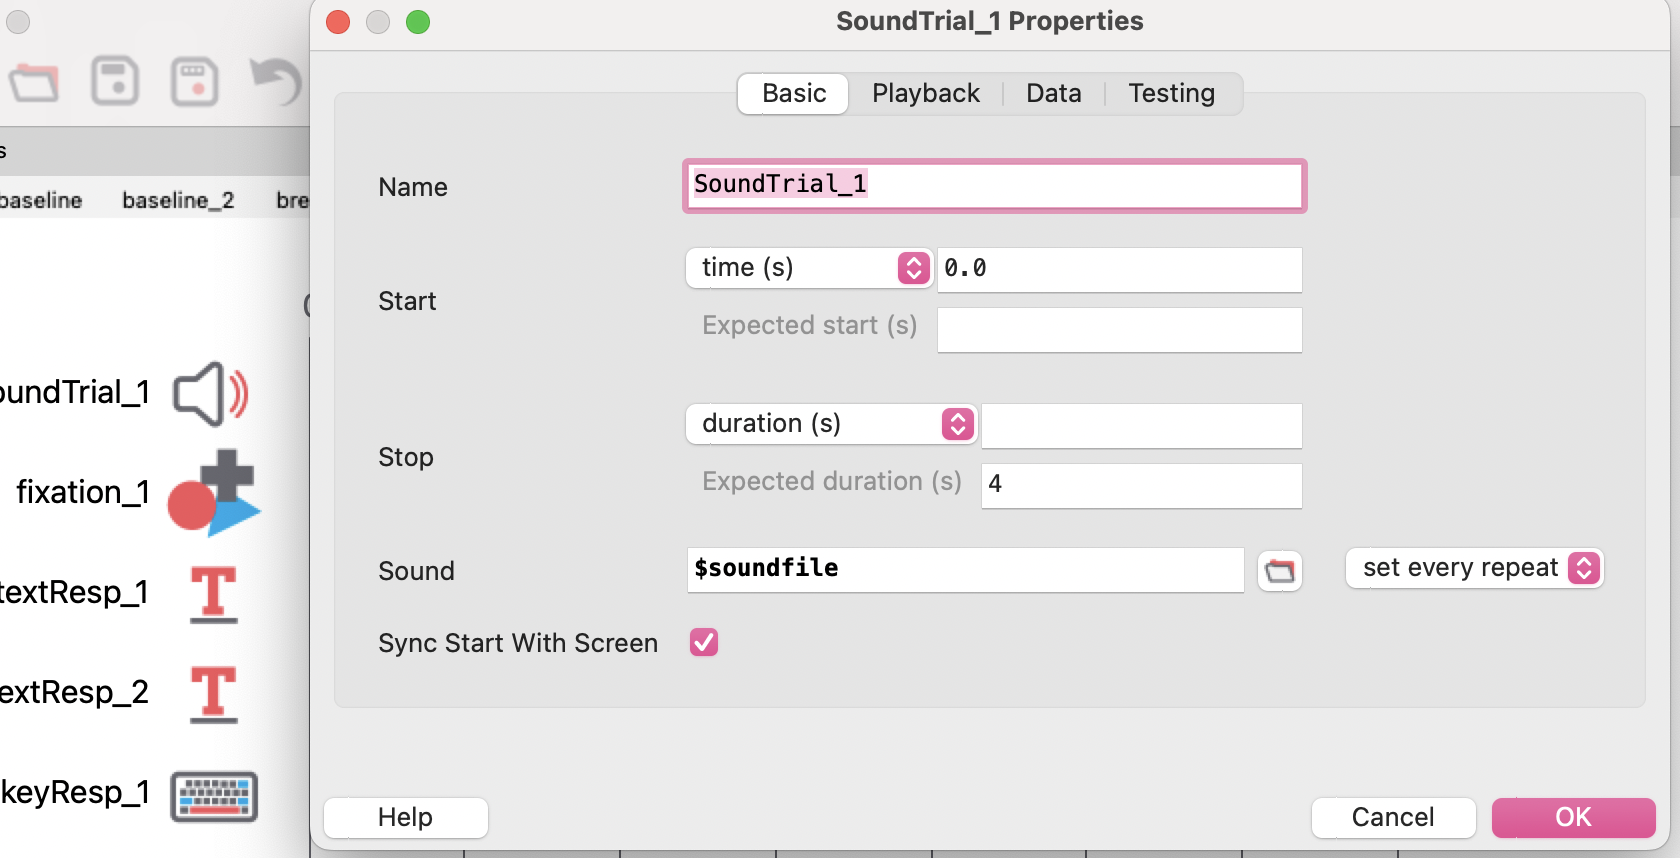 SoundTrial_1 Properties
Basic
Playback
Data
Testing
s
baseline
baseline_2
bre
Name
SoundTrial_1
Start
time (s)
0.0
Expected start (s)
oundTrial_1
Stop
duration (s)
Expected duration (s)
4
fixation_1
Sound
$soundfile
set every repeat
textResp_1
Sync Start With Screen
extResp_2
keyResp_1
Help
Cancel
OK